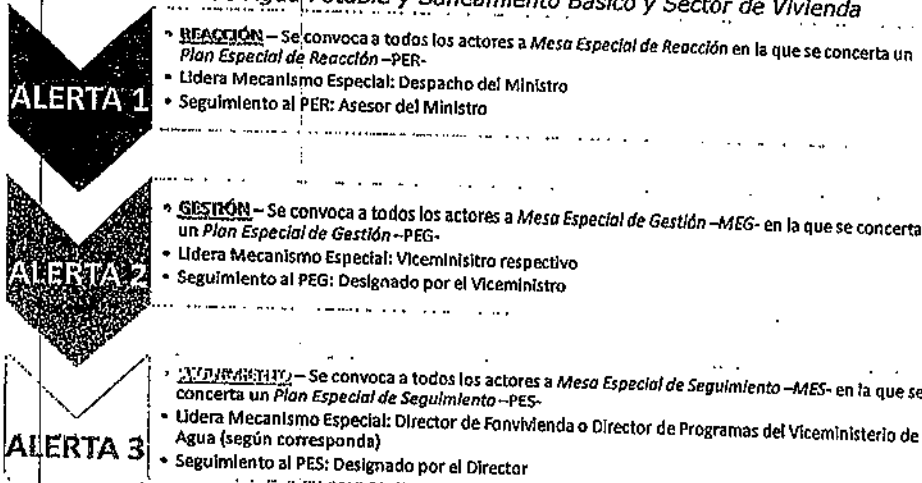 Agua Potable y Saneamiento Básico y Sector de Vivienda
ALERTA 1
• REACCIÓN – Se convoca a todos los actores a Mesa Especial de Reacción en la que se concerta un
Plan Especial de Reacción –PER-
• Lidera Mecanismo Especial: Despacho del Ministro
• Seguimiento al PER: Asesor del Ministro
ALERTA 2
• GESTIÓN – Se convoca a todos los actores a Mesa Especial de Gestión –MEG- en la que se concerta
un Plan Especial de Gestión –PEG-
• Lidera Mecanismo Especial: Viceminisitro respectivo
• Seguimiento al PEG: Designado por el Viceministro
ALERTA 3
• – Se convoca a todos los actores a Mesa Especial de Seguimiento –MES- en la que se
concerta un Plan Especial de Seguimiento –PES-
• Lidera Mecanismo Especial: Director de Fonvivienda o Director de Programas del Viceministerio de
Agua (según corresponda)
• Seguimiento al PES: Designado por el Director